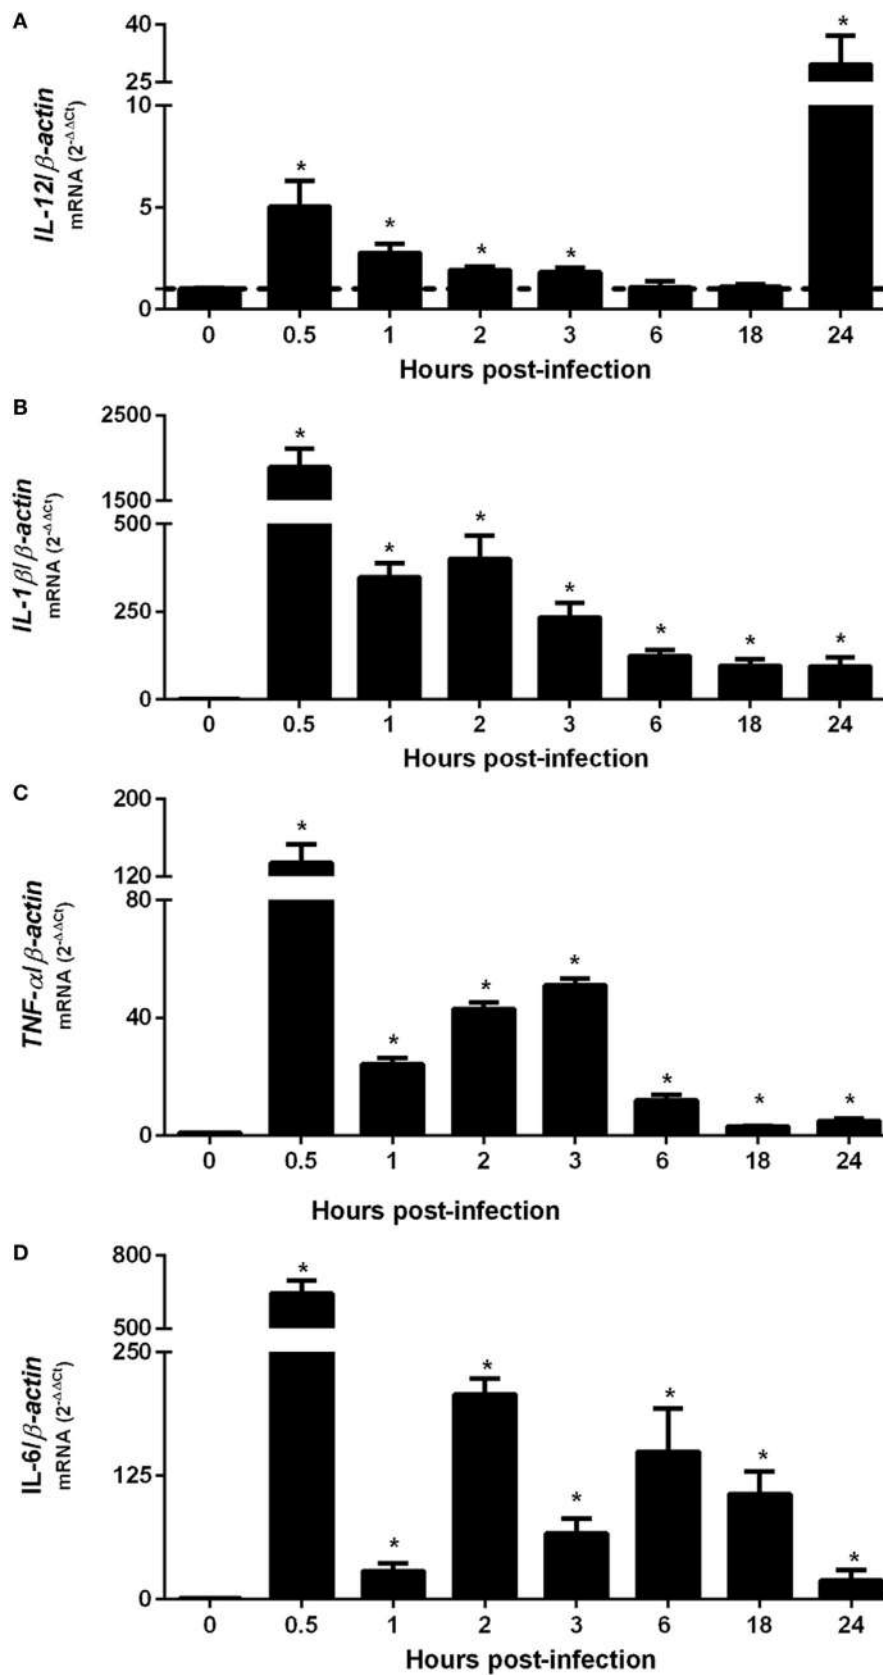 A
IL-12/β-actin
mRNA (2-ΔΔCt)
40
25
10
5
0
* * * * * *
0 0.5 1 2 3 6 18 24
Hours post-infection
B
IL-1β/β-actin
mRNA (2-ΔΔCt)
2500
1500
500
250
0
* * * * * * *
0 0.5 1 2 3 6 18 24
Hours post-infection
C
TNF-α/β-actin
mRNA (2-ΔΔCt)
200
120
80
40
0
* * * * * * *
0 0.5 1 2 3 6 18 24
Hours post-infection
D
IL-6/β-actin
mRNA (2-ΔΔCt)
800
500
250
125
0
* * * * * * *
0 0.5 1 2 3 6 18 24
Hours post-infection